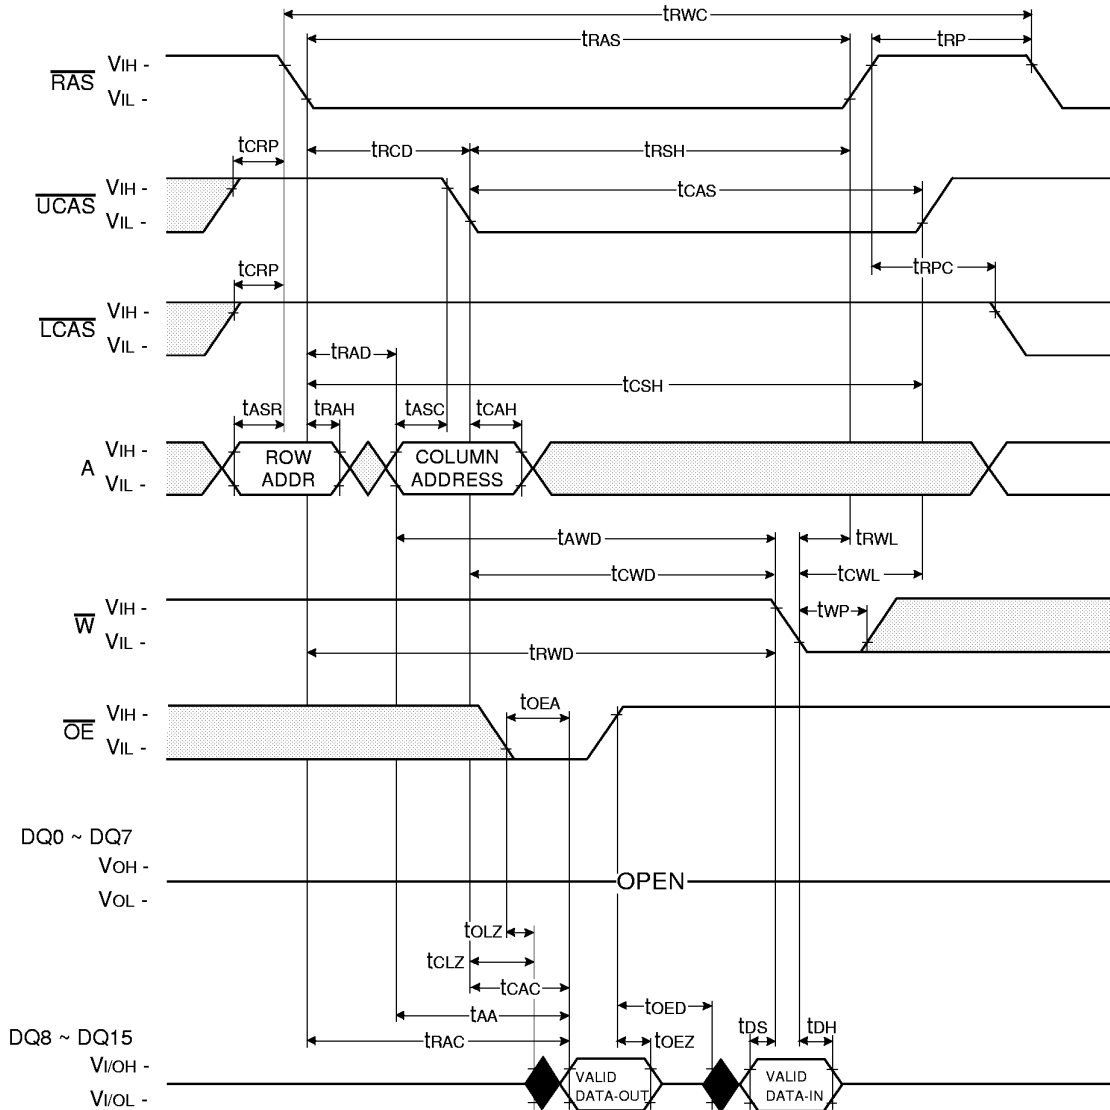 tRWC
tRAS
tRP
RAS
VIH -
VIL -
tCRP
tRCD
tRSH
UCAS
VIH -
VIL -
tCAS
tCRP
tRPC
LCAS
VIH -
VIL -
tRAD
tCSH
tASR
tRAH
tASC
tCAH
A
VIH -
VIL -
ROW
ADDR
COLUMN
ADDRESS
tAWD
tRWL
tCWD
tCWL
W
VIH -
VIL -
tWP
tRWD
OE
VIH -
VIL -
tOEA
DQ0 ~ DQ7
VOH -
VOL -
OPEN
tOLZ
tCLZ
tCAC
tAA
tOED
tDS
tDH
DQ8 ~ DQ15
tRAC
tOEZ
VI/OH -
VI/OL -
VALID
DATA-OUT
VALID
DATA-IN